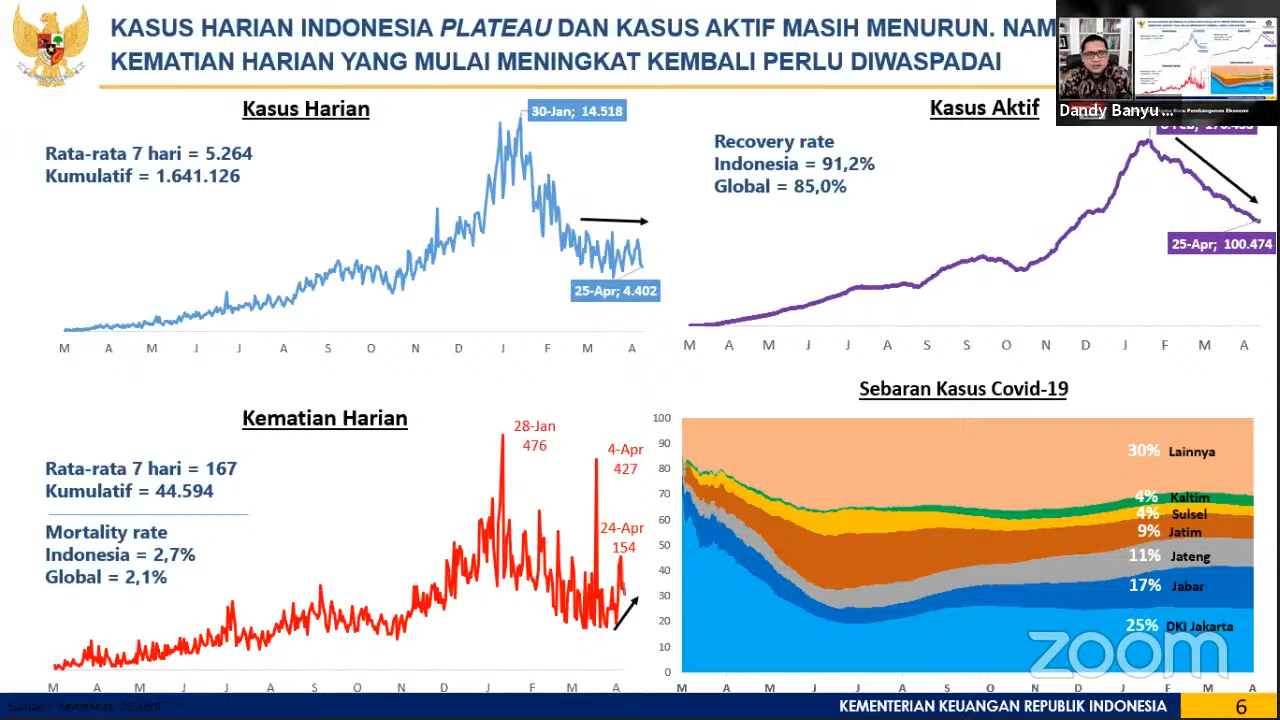 KASUS HARIAN INDONESIA PLATEAU DAN KASUS AKTIF MASIH MENURUN. NAM
KEMATIAN HARIAN YANG MULAI MENINGKAT KEMBALI PERLU DIWASPADAI
Dandy Banyu ...
Kasus Harian
30-Jan; 14.518
Rata-rata 7 hari = 5.264
Kumulatif = 1.641.126
25-Apr; 4.402
M A M J J A S O N D J F M A
Kasus Aktif
Recovery rate
Indonesia = 91,2%
Global = 85,0%
25-Apr; 100.474
M A M J J A S S O N D J F M A
Kematian Harian
28-Jan
476
4-Apr
427
Rata-rata 7 hari = 167
Kumulatif = 44.594
24-Apr
154
Mortality rate
Indonesia = 2,7%
Global = 2,1%
M A M J J A S O N D J F M A
Sebaran Kasus Covid-19
100
90
80
70
60
50
40
30
20
10
0
30% Lainnya
4% Kaltim
4% Sulsel
9% Jatim
11% Jateng
17% Jabar
25% DKI Jakarta
M A M J J A S O N D J F M A
zoom
Sumber: Kemenkes, 25 April
KEMENTERIAN KEUANGAN REPUBLIK INDONESIA
6